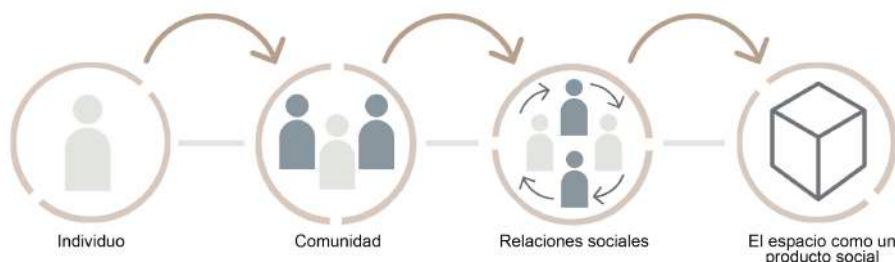 Individuo
Comunidad
Relaciones sociales
El espacio como un
producto social